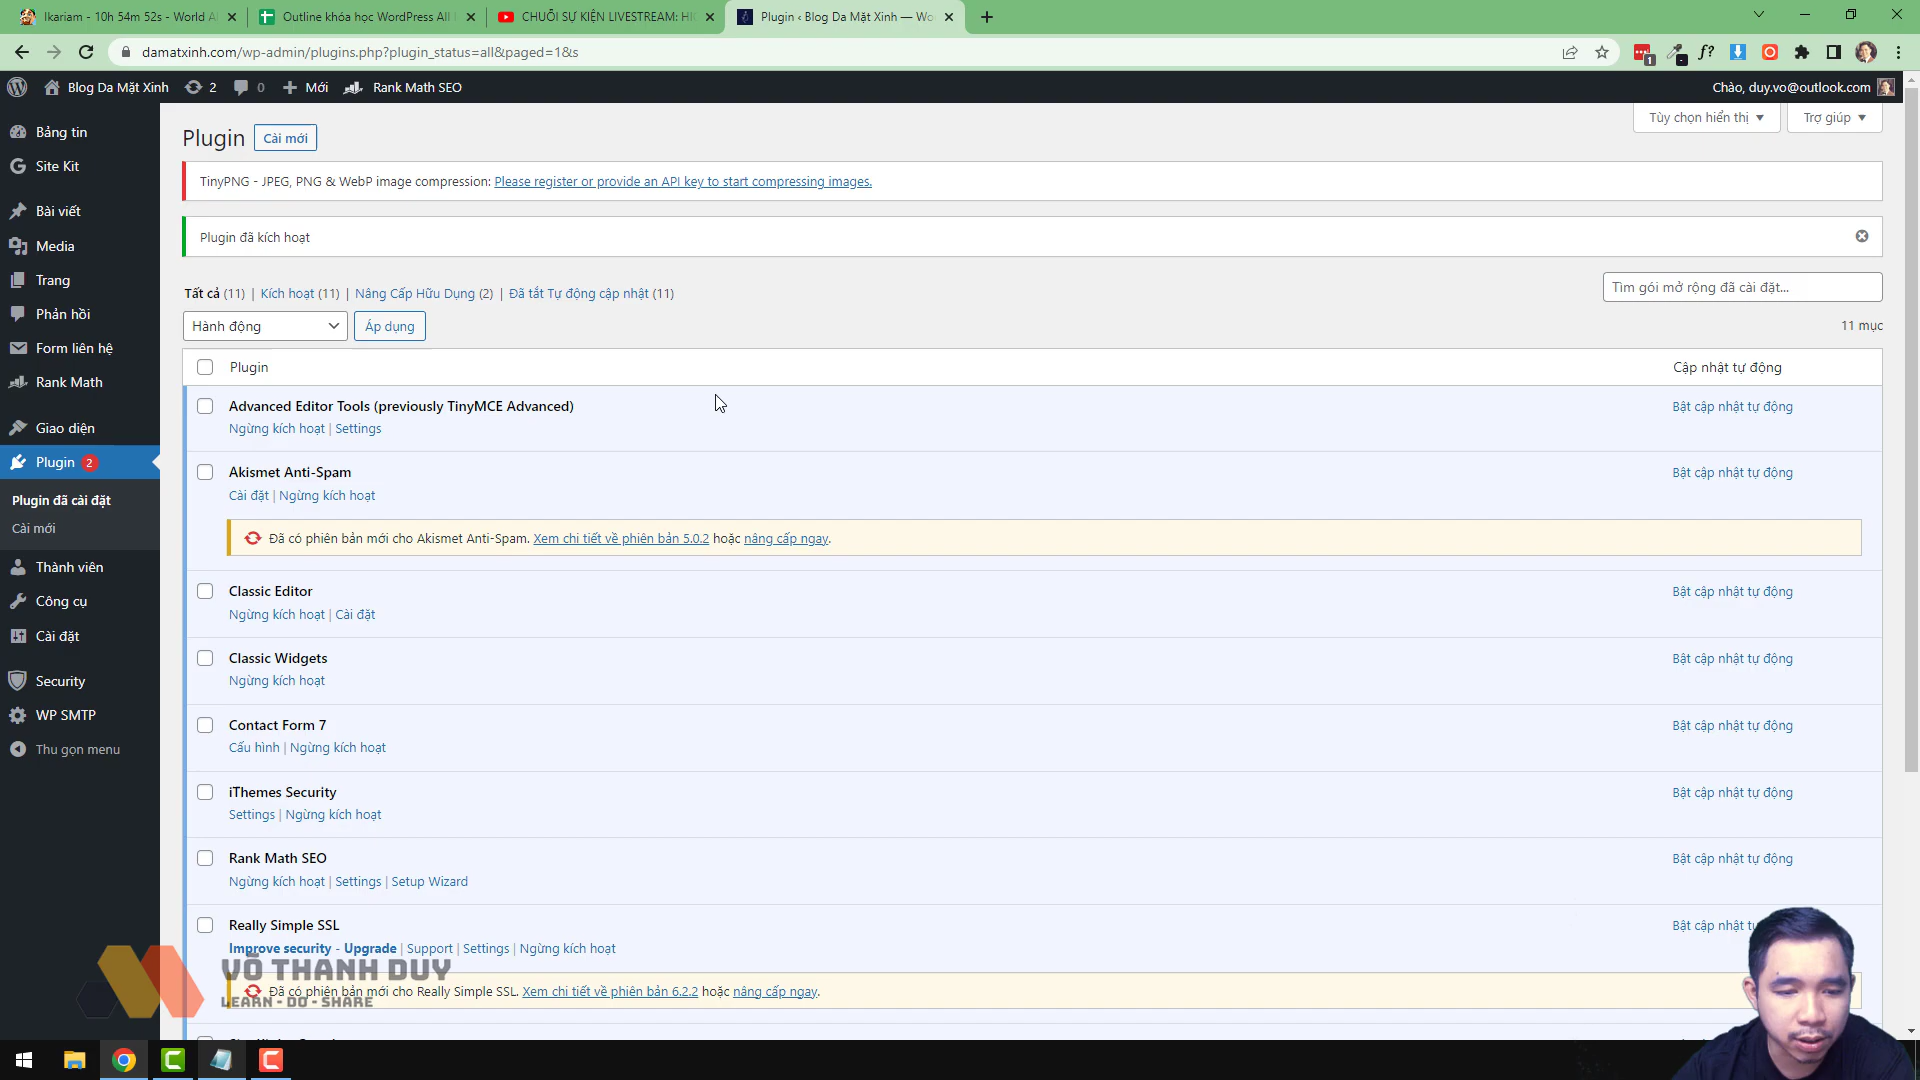 Ikariam - 10h 54m 52s - World A
Outline khóa học WordPress All
CHUỖI SỰ KIỆN LIVESTREAM: HI
Plugin ‹ Blog Da Mặt Xinh — Wo
damatxinh.com/wp-admin/plugins.php?plugin_status=all&paged=1&s
1
f?
Blog Da Mặt Xinh
2
0
Mới
Rank Math SEO
Chào, duy.vo@outlook.com
Bảng tin
Site Kit
Bài viết
Media
Trang
Phản hồi
Form liên hệ
Rank Math
Giao diện
Plugin 2
Plugin đã cài đặt
Cài mới
Thành viên
Công cụ
Cài đặt
Security
WP SMTP
Thu gọn menu
Tùy chọn hiển thị
Trợ giúp
Plugin
Cài mới
TinyPNG - JPEG, PNG & WebP image compression: Please register or provide an API key to start compressing images.
Plugin đã kích hoạt
Tất cả (11) | Kích hoạt (11) | Nâng Cấp Hữu Dụng (2) | Đã tắt Tự động cập nhật (11)
Tìm gói mở rộng đã cài đặt...
Hành động
Áp dụng
11 mục
Plugin
Cập nhật tự động
Advanced Editor Tools (previously TinyMCE Advanced)
Bật cập nhật tự động
Ngừng kích hoạt | Settings
Akismet Anti-Spam
Bật cập nhật tự động
Cài đặt | Ngừng kích hoạt
Đã có phiên bản mới cho Akismet Anti-Spam. Xem chi tiết về phiên bản 5.0.2 hoặc nâng cấp ngay.
Classic Editor
Bật cập nhật tự động
Ngừng kích hoạt | Cài đặt
Classic Widgets
Bật cập nhật tự động
Ngừng kích hoạt
Contact Form 7
Bật cập nhật tự động
Cấu hình | Ngừng kích hoạt
iThemes Security
Bật cập nhật tự động
Settings | Ngừng kích hoạt
Rank Math SEO
Bật cập nhật tự động
Ngừng kích hoạt | Settings | Setup Wizard
Really Simple SSL
Bật cập nhật tự
Improve security - Upgrade | Support | Settings | Ngừng kích hoạt
VÕ THANH DUY
LEARN - DO - SHARE
Đã có phiên bản mới cho Really Simple SSL. Xem chi tiết về phiên bản 6.2.2 hoặc nâng cấp ngay.